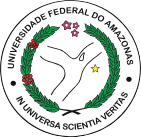 UNIVERSIDADE FEDERAL DO AMAZONAS
IN UNIVERSA SCIENTIA VERITAS